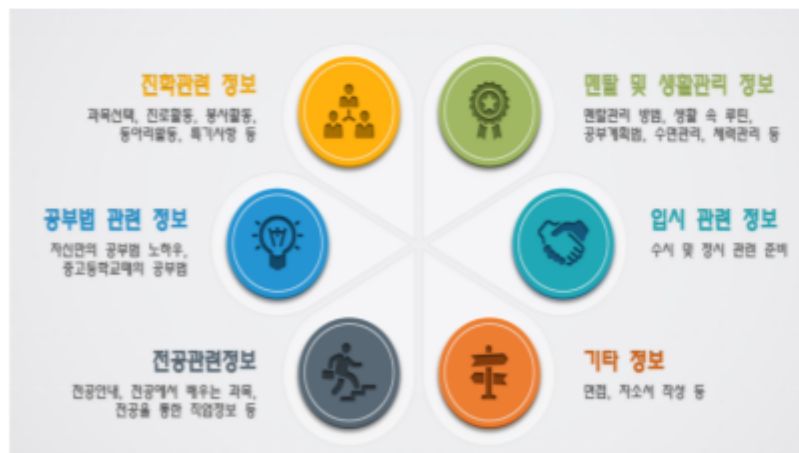 진학관련 정보
과목선택, 진로활동, 봉사활동,
동아리활동, 특기사항 등
멘탈 및 생활관리 정보
멘탈관리 방법, 생활 속 루틴,
공부계획법, 수면관리, 체력관리 등
공부법 관련 정보
자신만의 공부법 노하우,
중고등학교때의 공부법
입시 관련 정보
수시 및 정시 관련 준비
전공관련정보
전공안내, 전공에서 배우는 과목,
전공을 통한 직업정보 등
기타 정보
면접, 자소서 작성 등